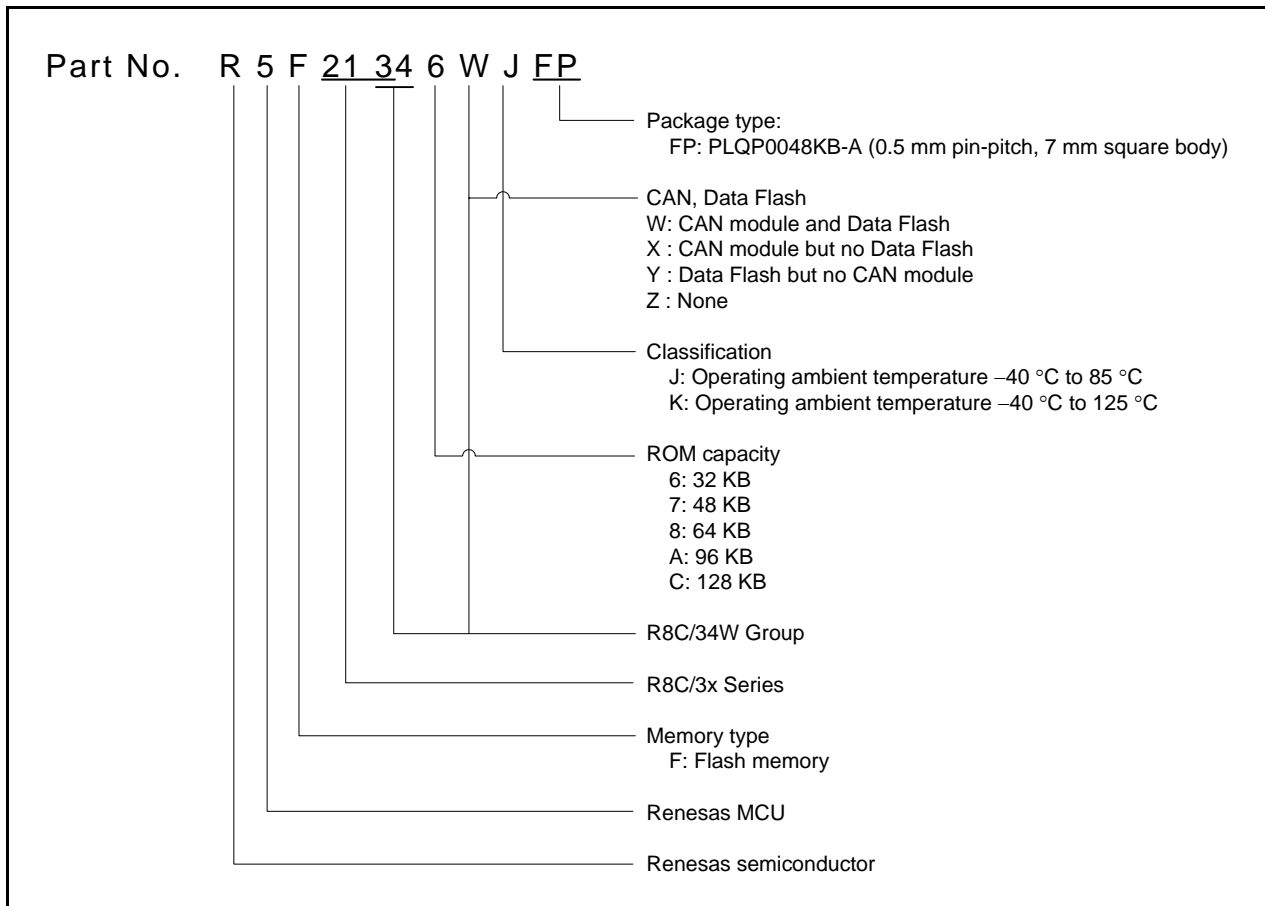 Part No. R 5 F 21 34 6 W J FP
Package type:
FP: PLQP0048KB-A (0.5 mm pin-pitch, 7 mm square body)
CAN, Data Flash
W: CAN module and Data Flash
X : CAN module but no Data Flash
Y : Data Flash but no CAN module
Z : None
Classification
J: Operating ambient temperature −40 °C to 85 °C
K: Operating ambient temperature −40 °C to 125 °C
ROM capacity
6: 32 KB
7: 48 KB
8: 64 KB
A: 96 KB
C: 128 KB
R8C/34W Group
R8C/3x Series
Memory type
F: Flash memory
Renesas MCU
Renesas semiconductor